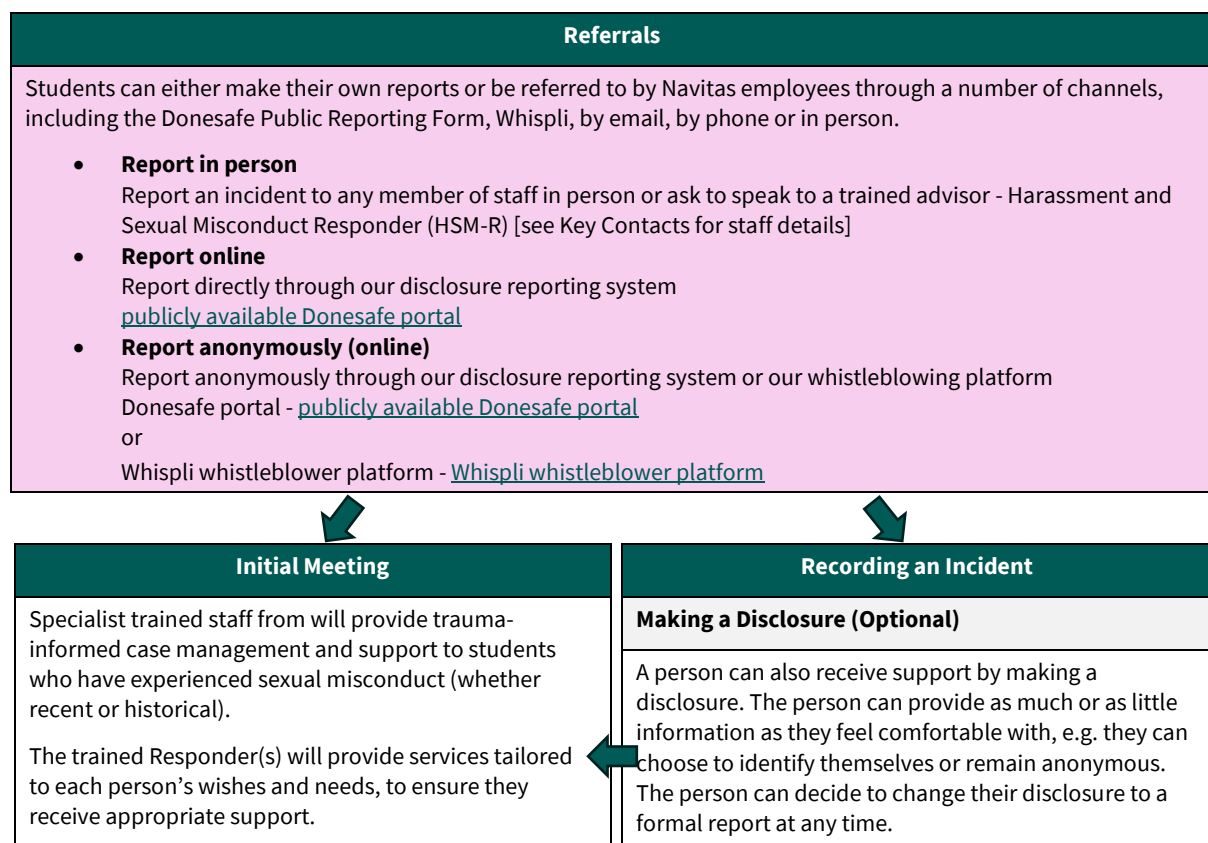 Referrals
Students can either make their own reports or be referred to by Navitas employees through a number of channels,
including the Donesafe Public Reporting Form, Whispli, by email, by phone or in person.
• Report in person
Report an incident to any member of staff in person or ask to speak to a trained advisor - Harassment and
Sexual Misconduct Responder (HSM-R) [see Key Contacts for staff details]
• Report online
Report directly through our disclosure reporting system
publicly available Donesafe portal
• Report anonymously (online)
Report anonymously through our disclosure reporting system or our whistleblowing platform
Donesafe portal - publicly available Donesafe portal
or
Whispli whistleblower platform - Whispli whistleblower platform
Initial Meeting
Specialist trained staff from will provide trauma-
informed case management and support to students
who have experienced sexual misconduct (whether
recent or historical).
The trained Responder(s) will provide services tailored
to each person's wishes and needs, to ensure they
receive appropriate support.
Recording an Incident
Making a Disclosure (Optional)
A person can also receive support by making a
disclosure. The person can provide as much or as little
information as they feel comfortable with, e.g. they can
choose to identify themselves or remain anonymous.
The person can decide to change their disclosure to a
formal report at any time.